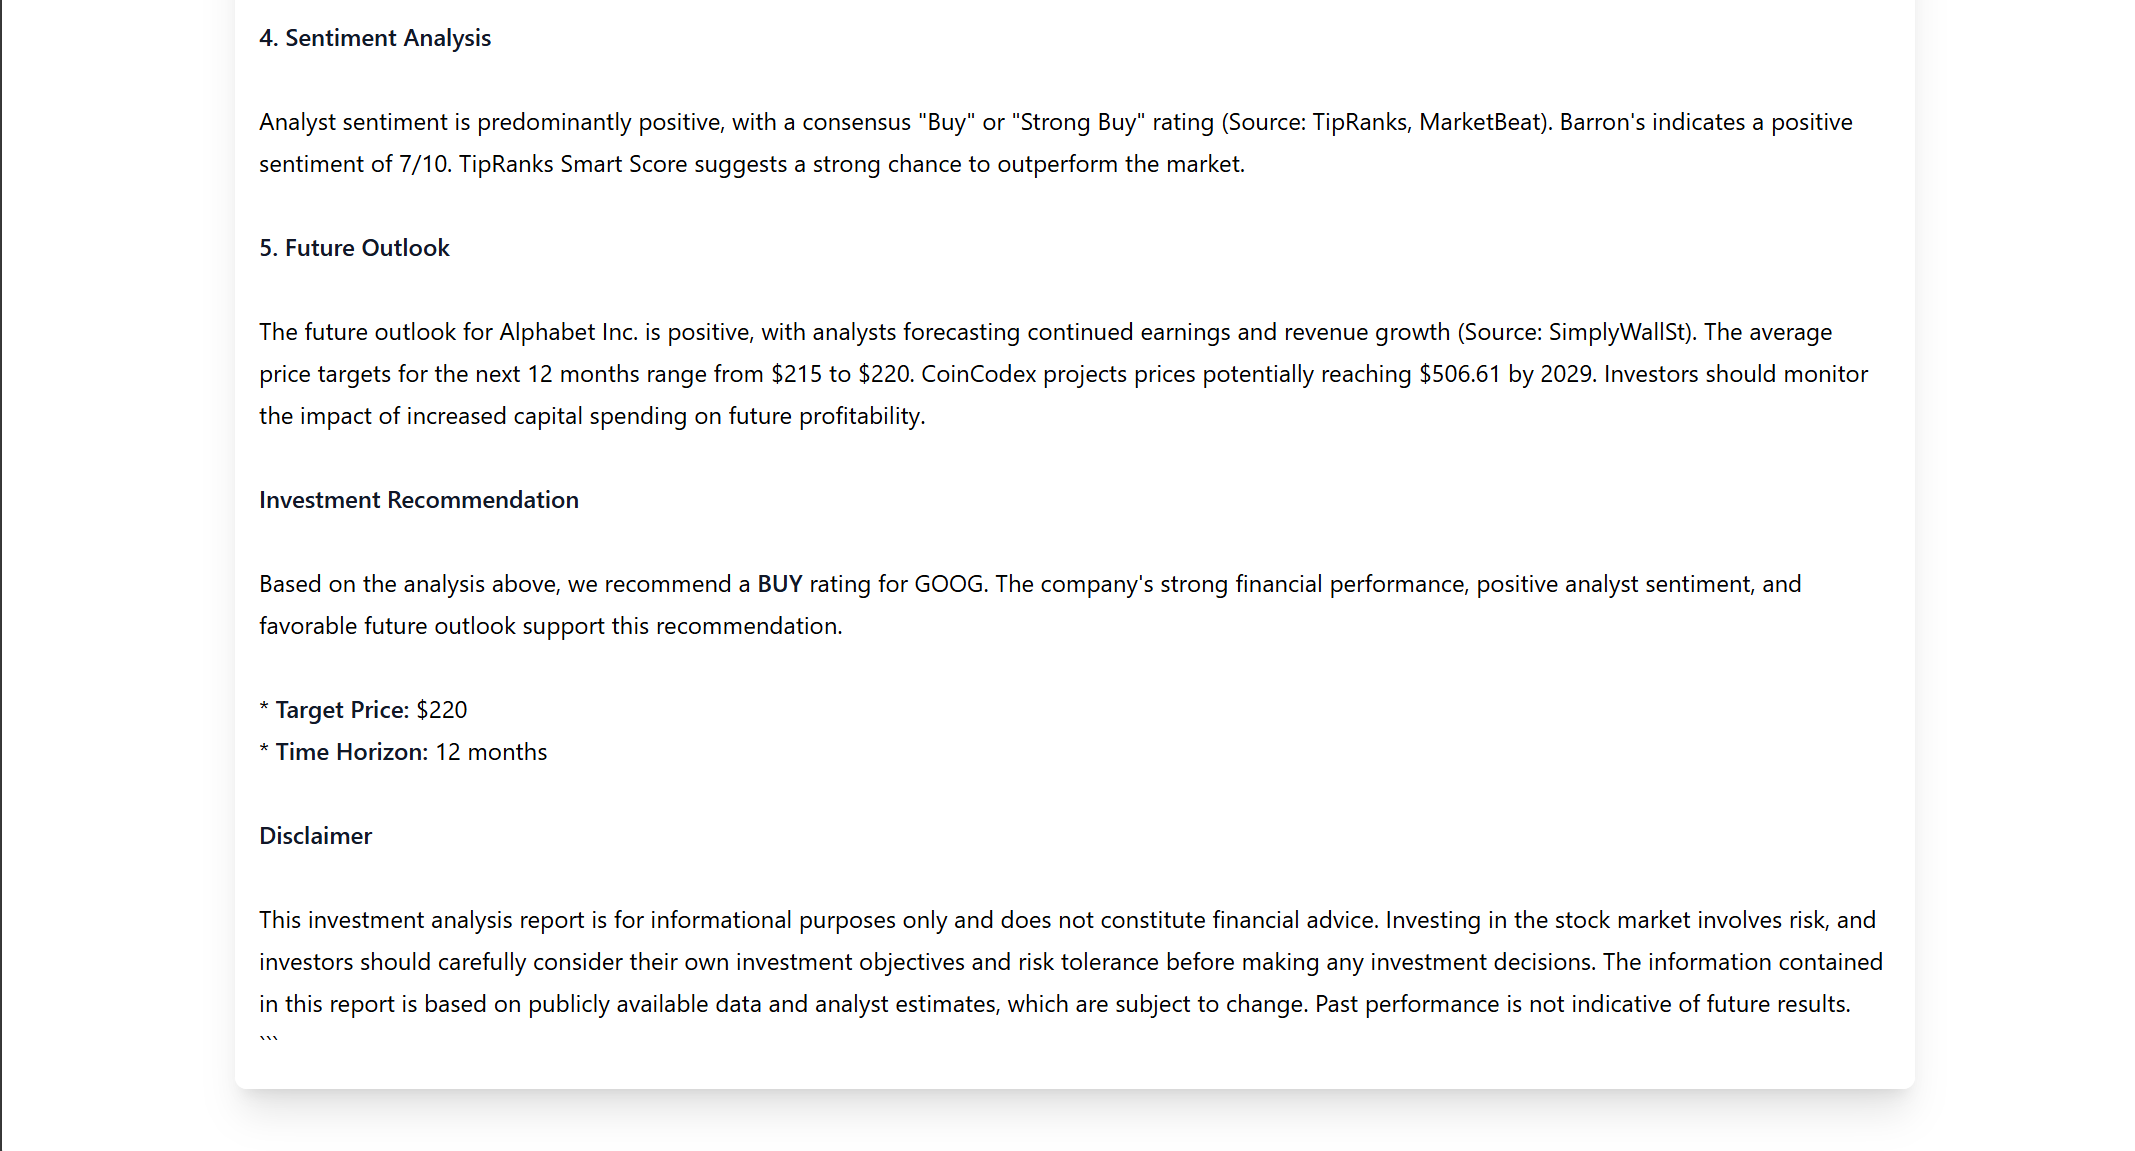 4. Sentiment Analysis
Analyst sentiment is predominantly positive, with a consensus "Buy" or "Strong Buy" rating (Source: TipRanks, MarketBeat). Barron's indicates a positive
sentiment of 7/10. TipRanks Smart Score suggests a strong chance to outperform the market.
5. Future Outlook
The future outlook for Alphabet Inc. is positive, with analysts forecasting continued earnings and revenue growth (Source: SimplyWallSt). The average
price targets for the next 12 months range from $215 to $220. CoinCodex projects prices potentially reaching $506.61 by 2029. Investors should monitor
the impact of increased capital spending on future profitability.
Investment Recommendation
Based on the analysis above, we recommend a BUY rating for GOOG. The company's strong financial performance, positive analyst sentiment, and
favorable future outlook support this recommendation.
* Target Price: $220
* Time Horizon: 12 months
Disclaimer
This investment analysis report is for informational purposes only and does not constitute financial advice. Investing in the stock market involves risk, and
investors should carefully consider their own investment objectives and risk tolerance before making any investment decisions. The information contained
in this report is based on publicly available data and analyst estimates, which are subject to change. Past performance is not indicative of future results.
```